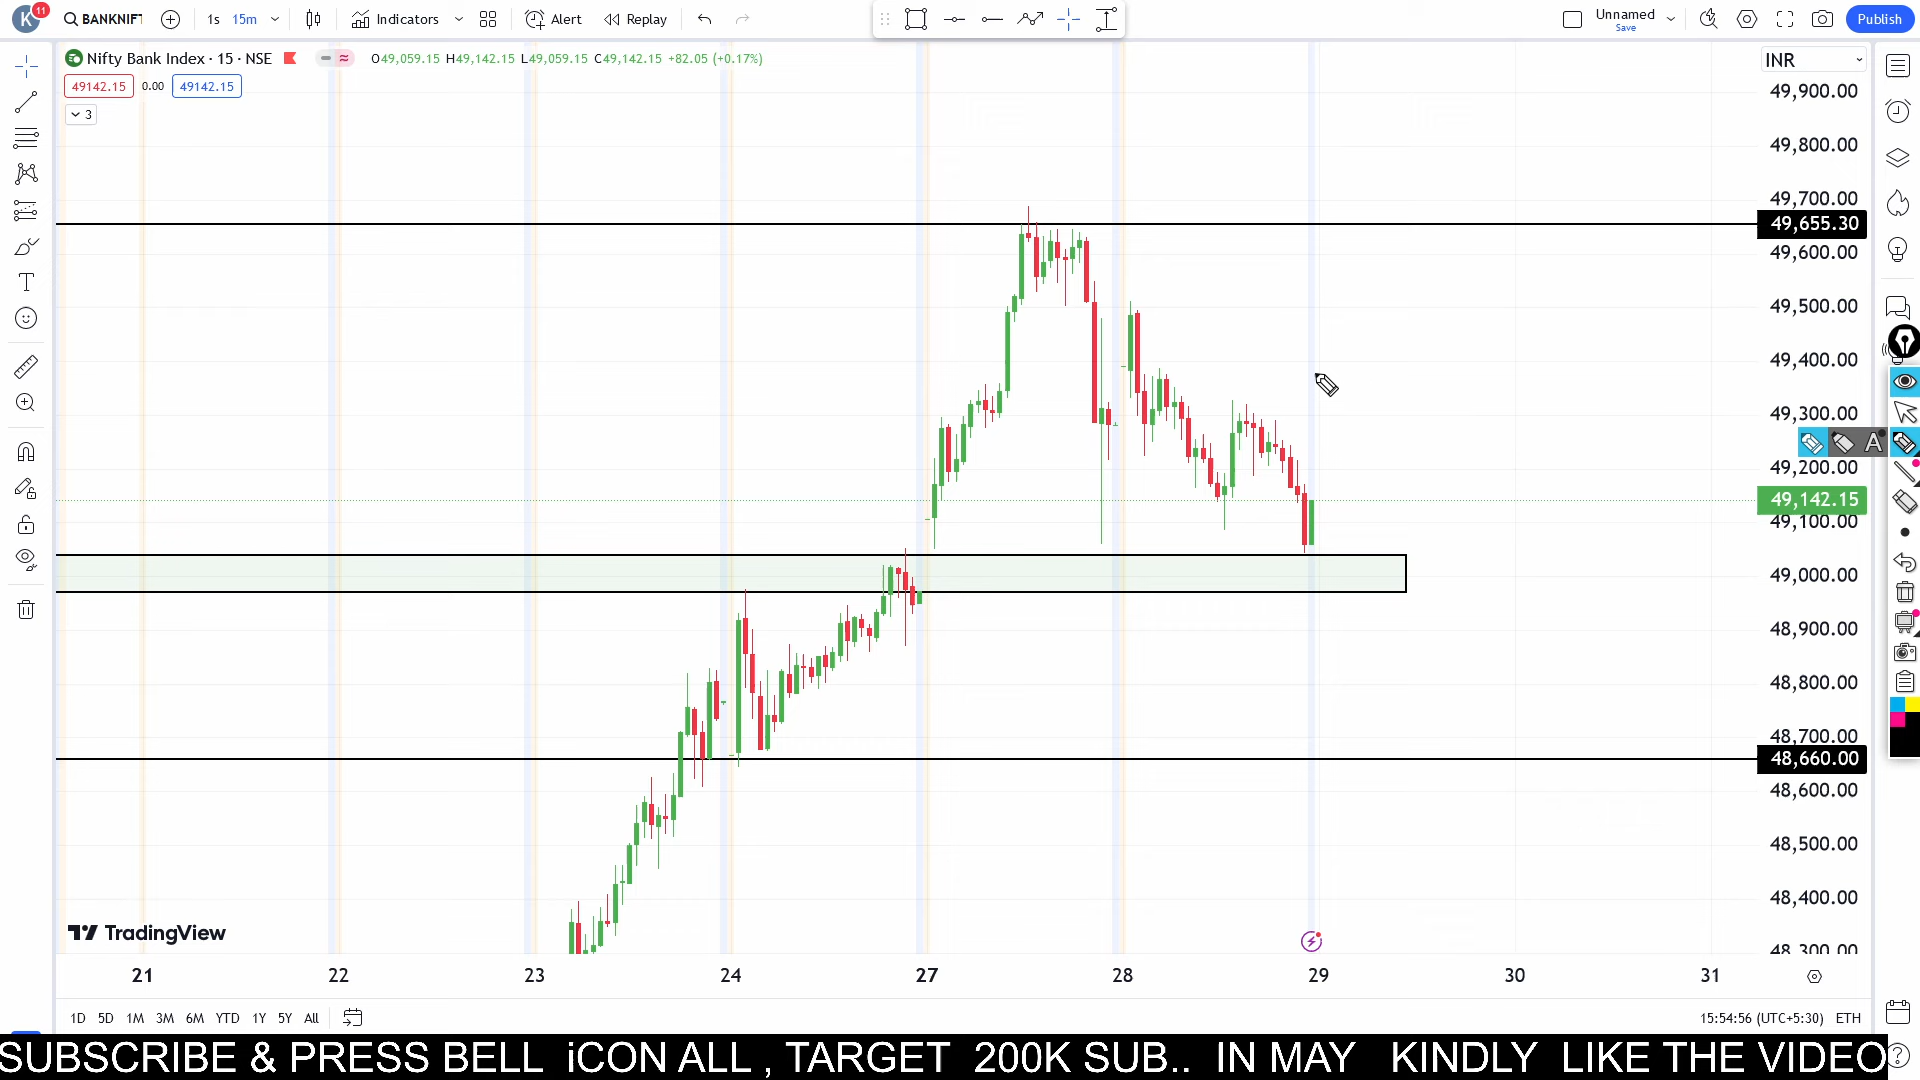 K 11 BANKNIFT 1s 15m Indicators Alert Replay Unnamed Save Publish
Nifty Bank Index · 15 · NSE O49,059.15 H49,142.15 L49,059.15 C49,142.15 +82.05 (+0.17%) INR
49142.15 0.00 49142.15
3
49,900.00
49,800.00
49,700.00
49,655.30
49,600.00
49,500.00
49,400.00
49,300.00
A
49,200.00
49,142.15
49,100.00
49,000.00
48,900.00
48,800.00
48,700.00
48,660.00
48,600.00
48,500.00
48,400.00
48,300.00
TradingView
21 22 23 24 27 28 29 30 31
1D 5D 1M 3M 6M YTD 1Y 5Y All 15:54:56 (UTC+5:30) ETH
SUBSCRIBE & PRESS BELL iCON ALL , TARGET 200K SUB.. IN MAY KINDLY LIKE THE VIDEO